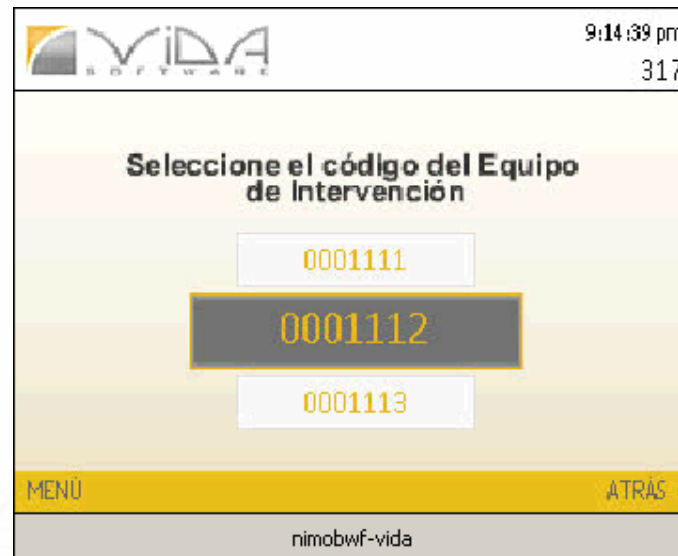 ViDA
SOFTWARE
9:14:39 pm
317
Seleccione el código del Equipo
de Intervención
0001111
0001112
0001113
MENÚ
ATRÁS
nimobwf-vida